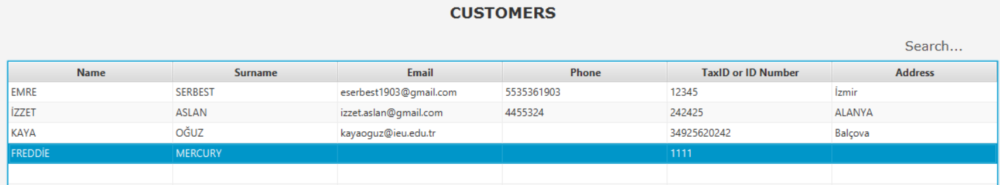 CUSTOMERS
Search...
Name Surname Email Phone TaxID or ID Number Address
EMRE SERBEST eserbest1903@gmail.com 5535361903 12345 İzmir
İZZET ASLAN izzet.aslan@gmail.com 4455324 242425 ALANYA
KAYA OĞUZ kayaoguz@ieu.edu.tr 34925620242 Balçova
FREDDİE MERCURY 1111